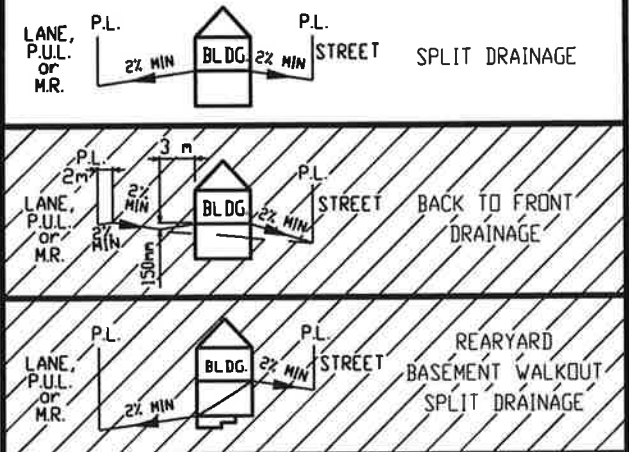 P.L.
P.L.
LANE,
P.U.L.
or
M.R.
2% MIN
BLDG.
2% MIN
STREET
SPLIT DRAINAGE
3 m
P.L.
2m
P.L.
LANE,
P.U.L.
or
M.R.
2%
MIN
2%
MIN
150mm
BLDG.
2% MIN
STREET
BACK TO FRONT
DRAINAGE
P.L.
P.L.
LANE,
P.U.L.
or
M.R.
2% MIN
BLDG.
2% MIN
STREET
REARYARD
BASEMENT WALKOUT
SPLIT DRAINAGE